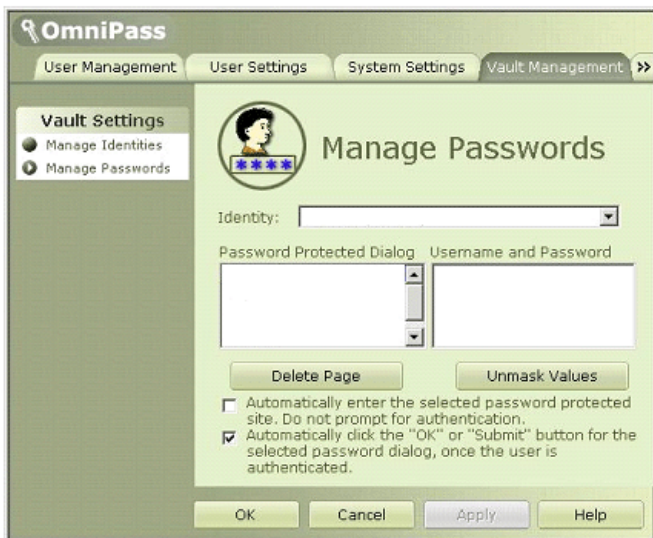 OmniPass
User Management User Settings System Settings Vault Management »
Vault Settings
Manage Identities
Manage Passwords
****
Manage Passwords
Identity:
Password Protected Dialog Username and Password
Delete Page Unmask Values
Automatically enter the selected password protected
site. Do not prompt for authentication.
Automatically click the "OK" or "Submit" button for the
selected password dialog, once the user is
authenticated.
OK Cancel Apply Help